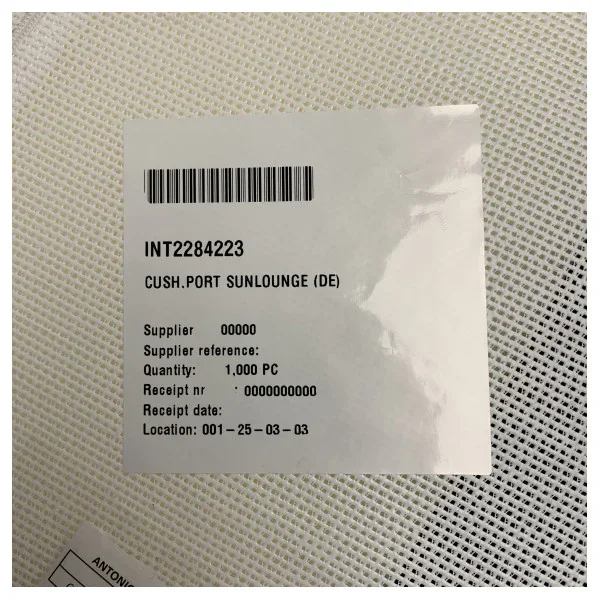 INT2284223
CUSH.PORT SUNLOUNGE (DE)
Supplier 00000
Supplier reference:
Quantity: 1,000 PC
Receipt nr · 0000000000
Receipt date:
Location: 001-25-03-03